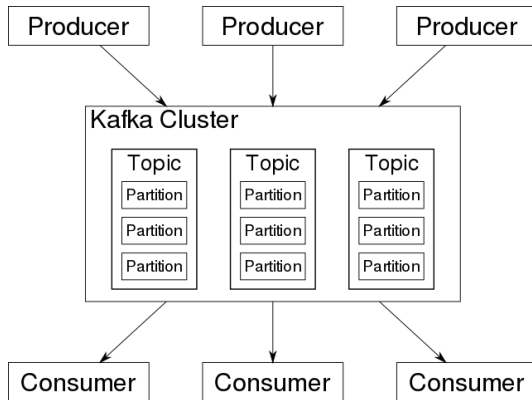 Producer Producer Producer
Kafka Cluster
Topic Topic Topic
Partition Partition Partition
Partition Partition Partition
Partition Partition Partition
Consumer Consumer Consumer